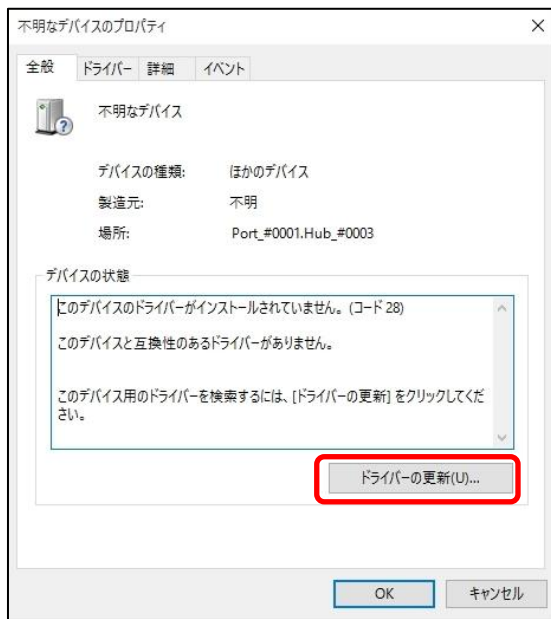 不明なデバイスのプロパティ
全般 ドライバー 詳細 イベント
不明なデバイス
デバイスの種類: ほかのデバイス
製造元: 不明
場所: Port_#0001.Hub_#0003
デバイスの状態
このデバイスのドライバーがインストールされていません。(コード 28)
このデバイスと互換性のあるドライバーがありません。
このデバイス用のドライバーを検索するには、[ドライバーの更新] をクリックしてくだ
さい。
ドライバーの更新(U)...
OK キャンセル